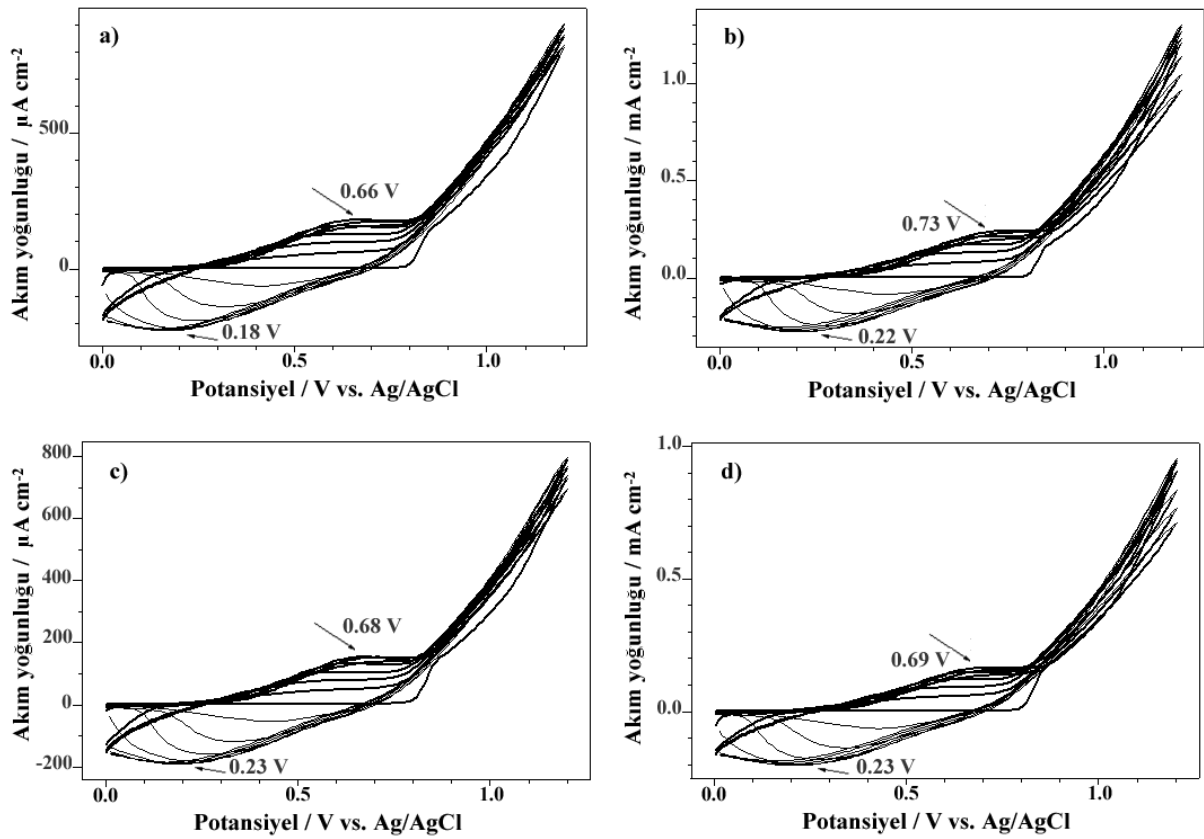 a)
Akım yoğunluğu / µA cm-2
500
0
0.66 V
0.18 V
0.0
0.5
1.0
Potansiyel / V vs. Ag/AgCl
b)
Akım yoğunluğu / mA cm-2
1.0
0.5
0.0
0.73 V
0.22 V
0.0
0.5
1.0
Potansiyel / V vs. Ag/AgCl
c)
Akım yoğunluğu / µA cm-2
800
600
400
200
0
-200
0.68 V
0.23 V
0.0
0.5
1.0
Potansiyel / V vs. Ag/AgCl
d)
Akım yoğunluğu / mA cm-2
1.0
0.5
0.0
0.69 V
0.23 V
0.0
0.5
1.0
Potansiyel / V vs. Ag/AgCl